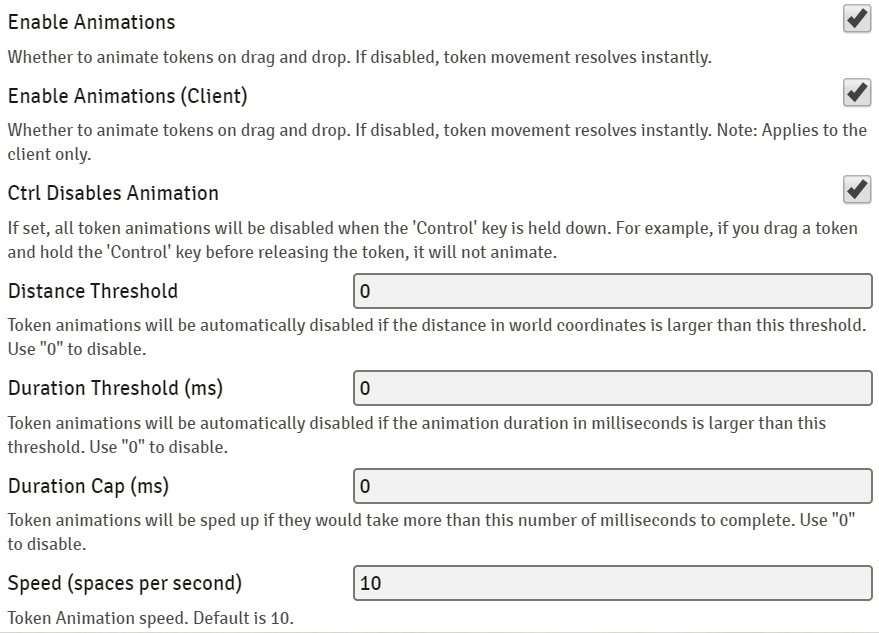 Enable Animations
Whether to animate tokens on drag and drop. If disabled, token movement resolves instantly.
Enable Animations (Client)
Whether to animate tokens on drag and drop. If disabled, token movement resolves instantly. Note: Applies to the
client only.
Ctrl Disables Animation
If set, all token animations will be disabled when the 'Control' key is held down. For example, if you drag a token
and hold the 'Control' key before releasing the token, it will not animate.
Distance Threshold 0
Token animations will be automatically disabled if the distance in world coordinates is larger than this threshold.
Use "0" to disable.
Duration Threshold (ms) 0
Token animations will be automatically disabled if the animation duration in milliseconds is larger than this
threshold. Use "0" to disable.
Duration Cap (ms) 0
Token animations will be sped up if they would take more than this number of milliseconds to complete. Use "0"
to disable.
Speed (spaces per second) 10
Token Animation speed. Default is 10.